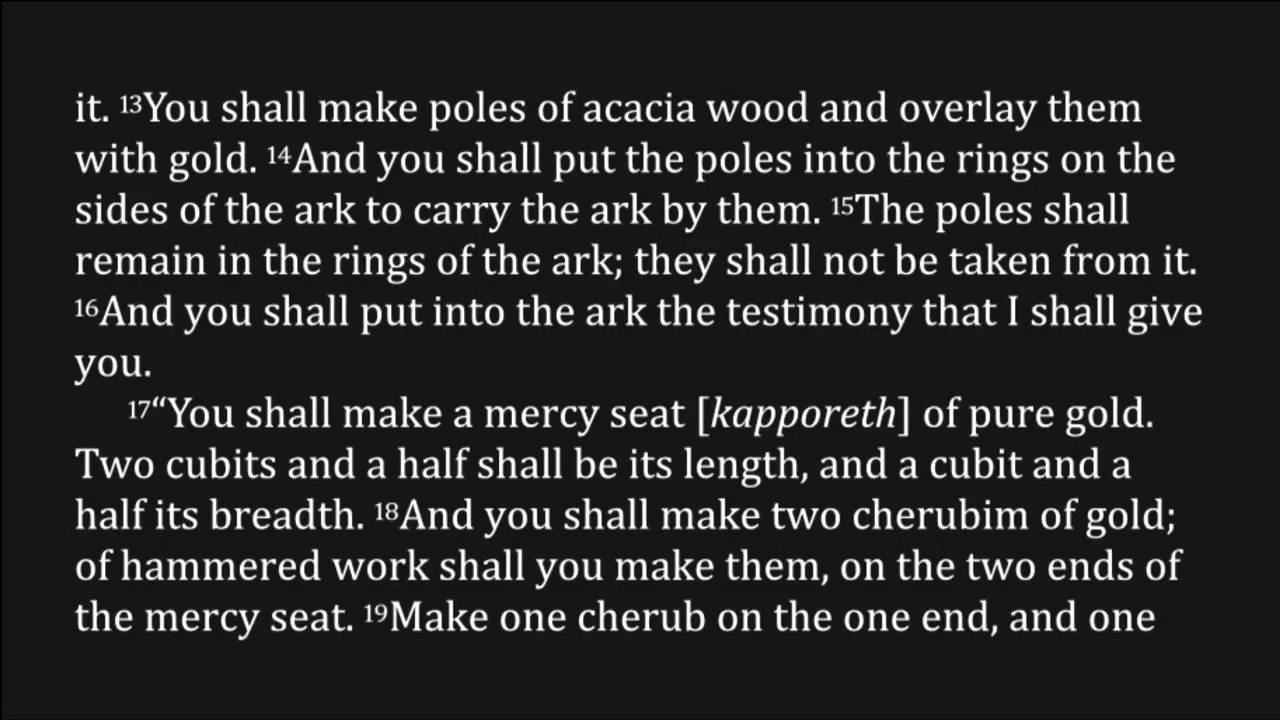 it. 13You shall make poles of acacia wood and overlay them
with gold. 14And you shall put the poles into the rings on the
sides of the ark to carry the ark by them. 15The poles shall
remain in the rings of the ark; they shall not be taken from it.
16And you shall put into the ark the testimony that I shall give
you.
17“You shall make a mercy seat [kapporeth] of pure gold.
Two cubits and a half shall be its length, and a cubit and a
half its breadth. 18And you shall make two cherubim of gold;
of hammered work shall you make them, on the two ends of
the mercy seat. 19Make one cherub on the one end, and one